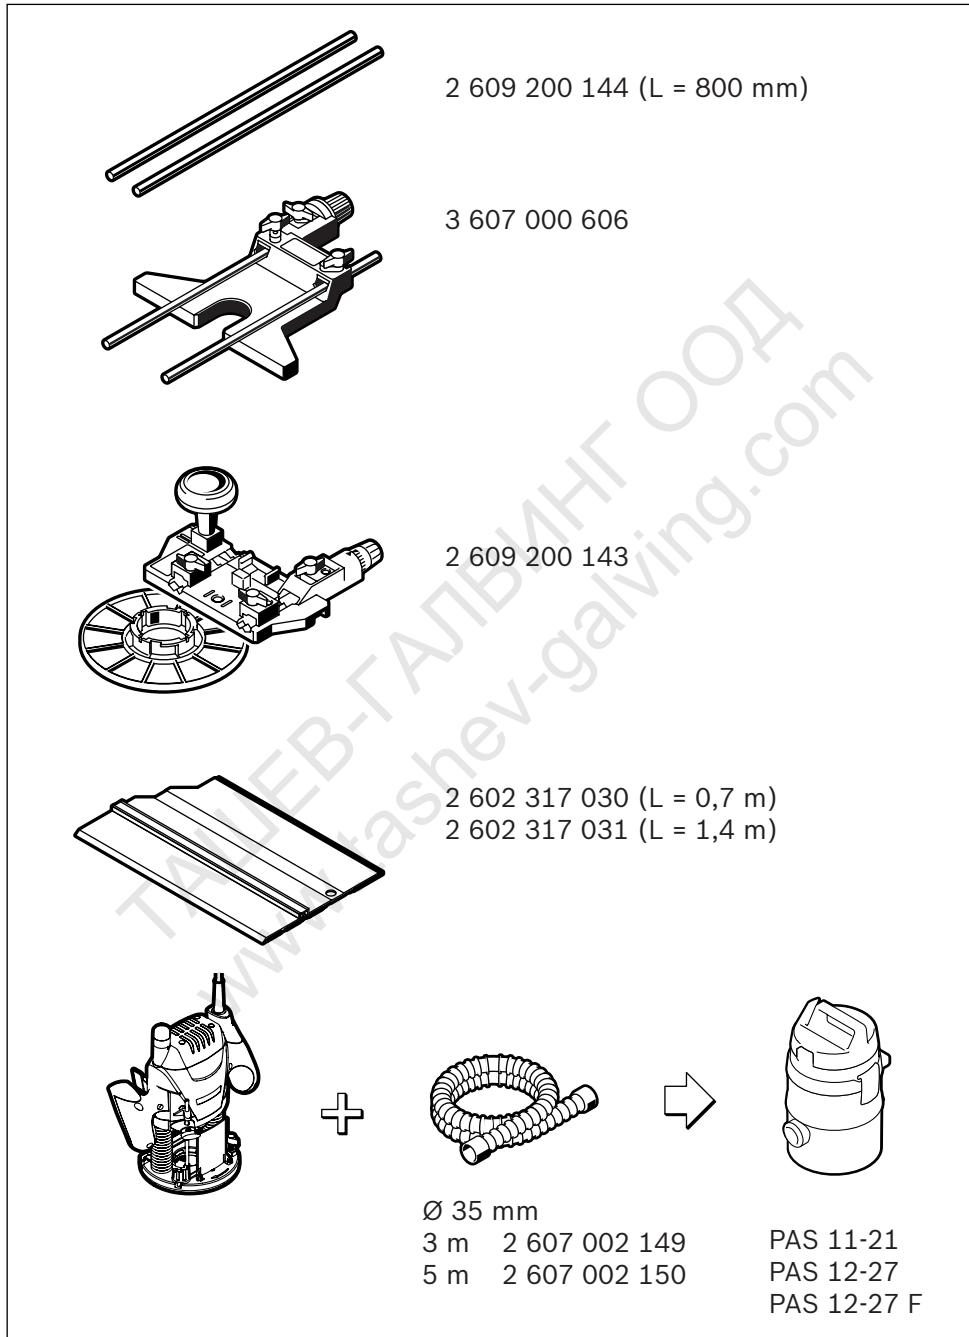 2 609 200 144 (L = 800 mm)
3 607 000 606
2 609 200 143
2 602 317 030 (L = 0,7 m)
2 602 317 031 (L = 1,4 m)
ТАШЕВ-ГАЛВИНГ ООД
www.tashev-galving.com
Ø 35 mm
3 m 2 607 002 149
5 m 2 607 002 150
PAS 11-21
PAS 12-27
PAS 12-27 F